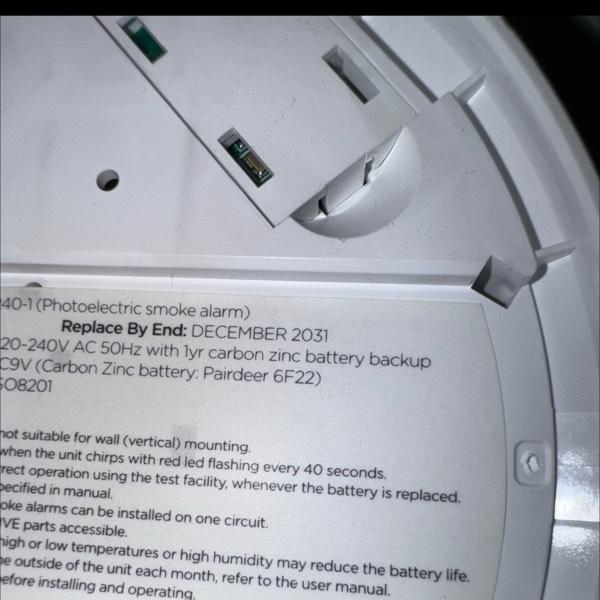 240-1 (Photoelectric smoke alarm)
Replace By End: DECEMBER 2031
20-240V AC 50Hz with 1yr carbon zinc battery backup
C9V (Carbon Zinc battery: Pairdeer 6F22)
SO8201
not suitable for wall (vertical) mounting.
when the unit chirps with red led flashing every 40 seconds.
rrect operation using the test facility, whenever the battery is replaced.
pecified in manual.
oke alarms can be installed on one circuit.
IVE parts accessible.
high or low temperatures or high humidity may reduce the battery life.
he outside of the unit each month, refer to the user manual.
efore installing and operating.